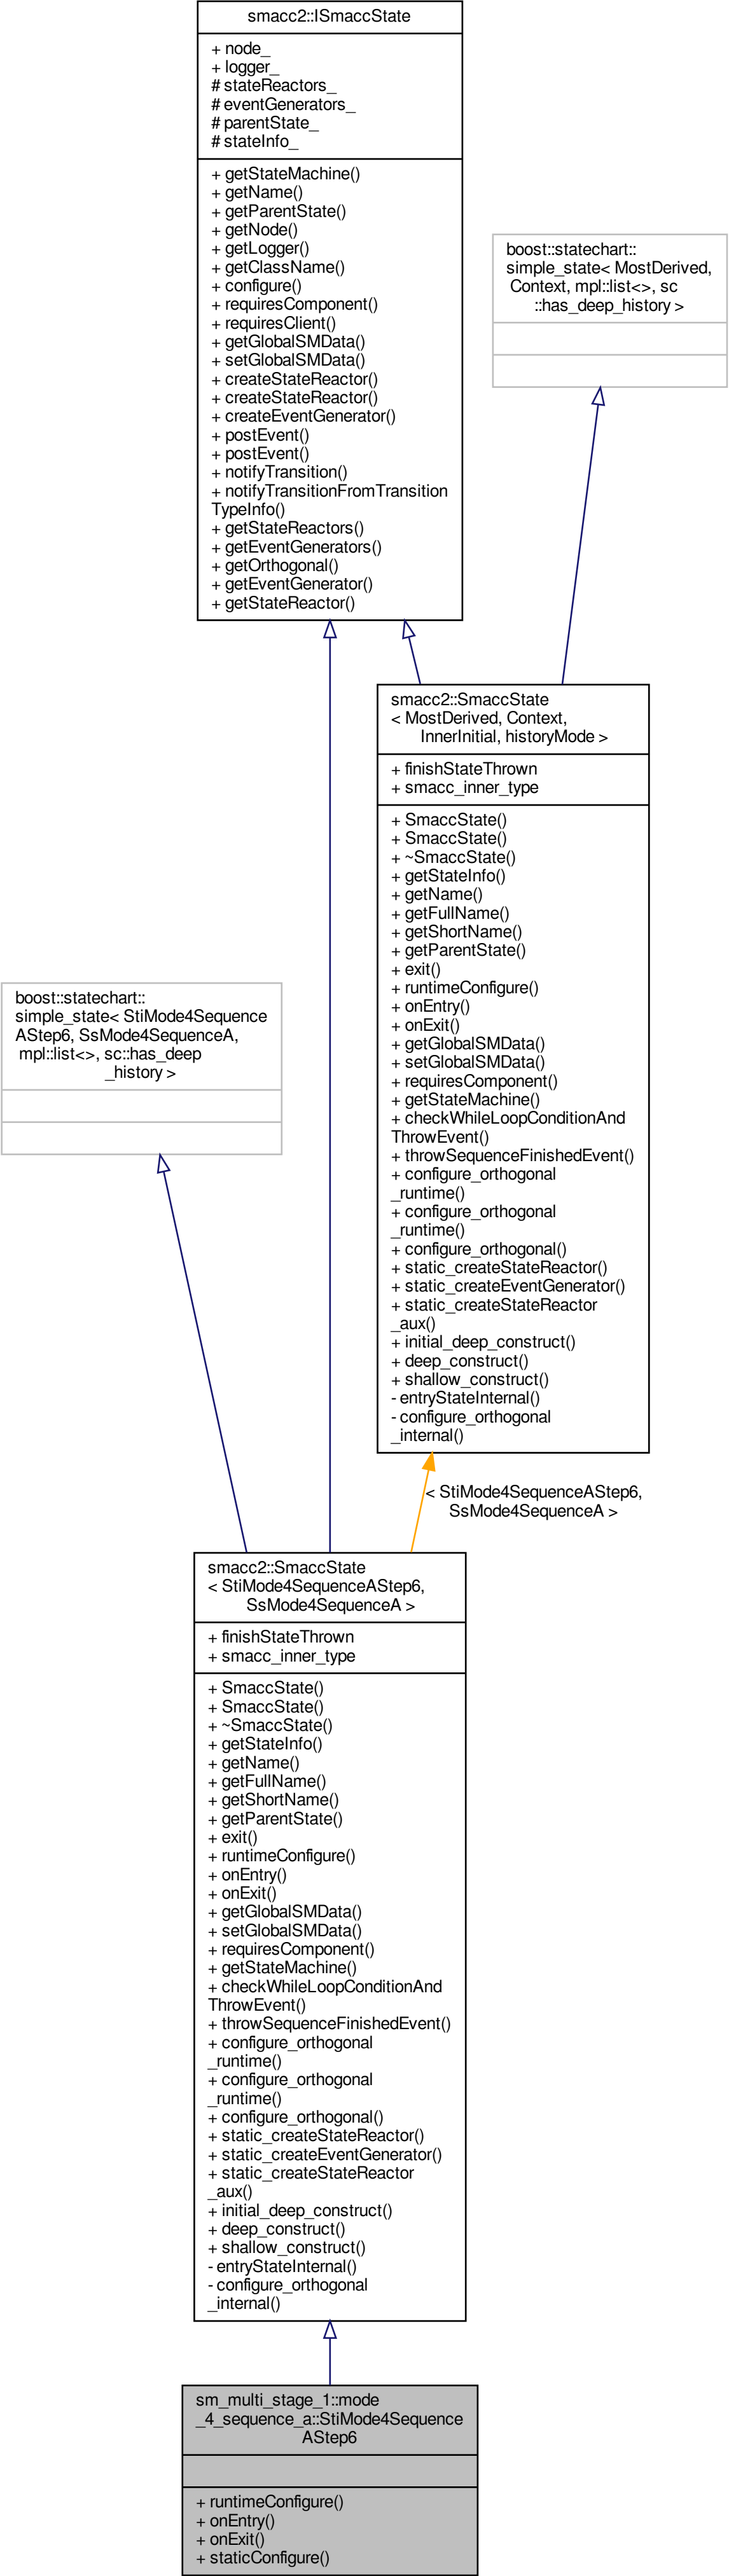 smacc2::ISmaccState
+ node_
+ logger_
# stateReactors_
# eventGenerators_
# parentState_
# stateInfo_
+ getStateMachine()
+ getName()
+ getParentState()
+ getNode()
+ getLogger()
+ getClassName()
+ configure()
+ requiresComponent()
+ requiresClient()
+ getGlobalSMData()
+ setGlobalSMData()
+ createStateReactor()
+ createStateReactor()
+ createEventGenerator()
+ postEvent()
+ postEvent()
+ notifyTransition()
+ notifyTransitionFromTransition
TypeInfo()
+ getStateReactors()
+ getEventGenerators()
+ getOrthogonal()
+ getEventGenerator()
+ getStateReactor()
boost::statechart::
simple_state< MostDerived,
Context, mpl::list<>, sc
::has_deep_history >
smacc2::SmaccState
< MostDerived, Context,
InnerInitial, historyMode >
+ finishStateThrown
+ smacc_inner_type
+ SmaccState()
+ SmaccState()
+ ~SmaccState()
+ getStateInfo()
+ getName()
+ getFullName()
+ getShortName()
+ getParentState()
+ exit()
+ runtimeConfigure()
+ onEntry()
+ onExit()
+ getGlobalSMData()
+ setGlobalSMData()
+ requiresComponent()
+ getStateMachine()
+ checkWhileLoopConditionAnd
ThrowEvent()
+ throwSequenceFinishedEvent()
+ configure_orthogonal
_runtime()
+ configure_orthogonal
_runtime()
+ configure_orthogonal()
+ static_createStateReactor()
+ static_createEventGenerator()
+ static_createStateReactor
_aux()
+ initial_deep_construct()
+ deep_construct()
+ shallow_construct()
- entryStateInternal()
- configure_orthogonal
_internal()
boost::statechart::
simple_state< StiMode4Sequence
AStep6, SsMode4SequenceA,
mpl::list<>, sc::has_deep
_history >
< StiMode4SequenceAStep6,
SsMode4SequenceA >
smacc2::SmaccState
< StiMode4SequenceAStep6,
SsMode4SequenceA >
+ finishStateThrown
+ smacc_inner_type
+ SmaccState()
+ SmaccState()
+ ~SmaccState()
+ getStateInfo()
+ getName()
+ getFullName()
+ getShortName()
+ getParentState()
+ exit()
+ runtimeConfigure()
+ onEntry()
+ onExit()
+ getGlobalSMData()
+ setGlobalSMData()
+ requiresComponent()
+ getStateMachine()
+ checkWhileLoopConditionAnd
ThrowEvent()
+ throwSequenceFinishedEvent()
+ configure_orthogonal
_runtime()
+ configure_orthogonal
_runtime()
+ configure_orthogonal()
+ static_createStateReactor()
+ static_createEventGenerator()
+ static_createStateReactor
_aux()
+ initial_deep_construct()
+ deep_construct()
+ shallow_construct()
- entryStateInternal()
- configure_orthogonal
_internal()
sm_multi_stage_1::mode
_4_sequence_a::StiMode4Sequence
AStep6
+ runtimeConfigure()
+ onEntry()
+ onExit()
+ staticConfigure()